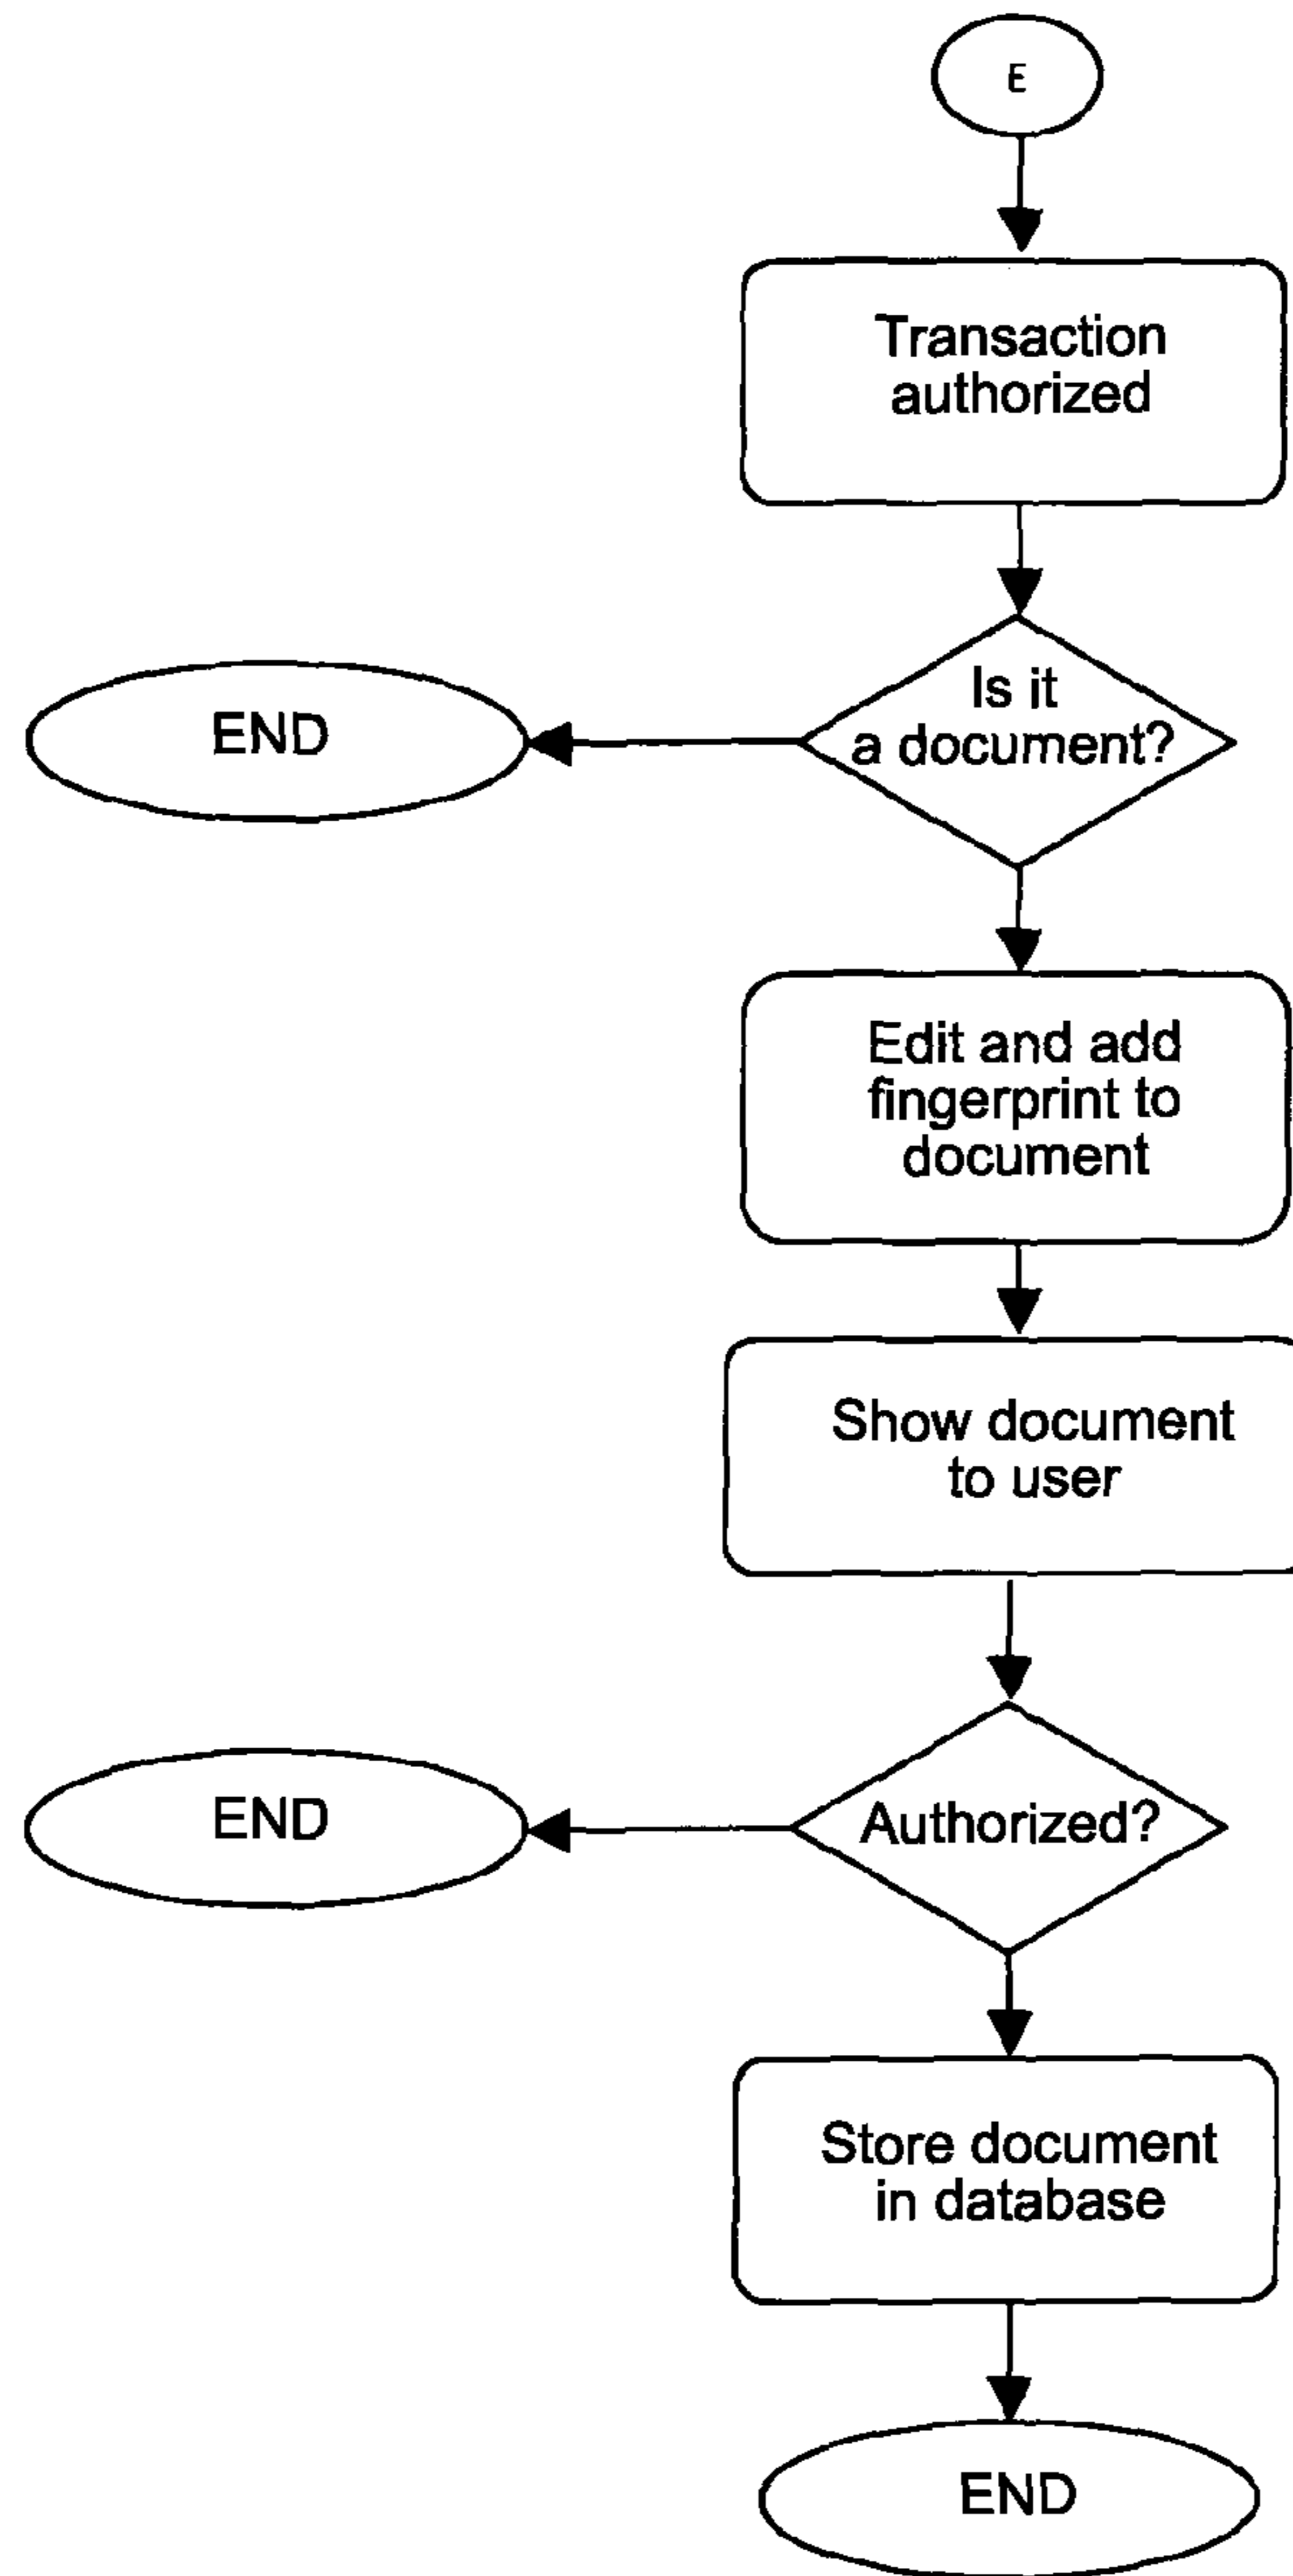 E
Transaction
authorized
Is it
a document?
END
Edit and add
fingerprint to
document
Show document
to user
Authorized?
END
Store document
in database
END